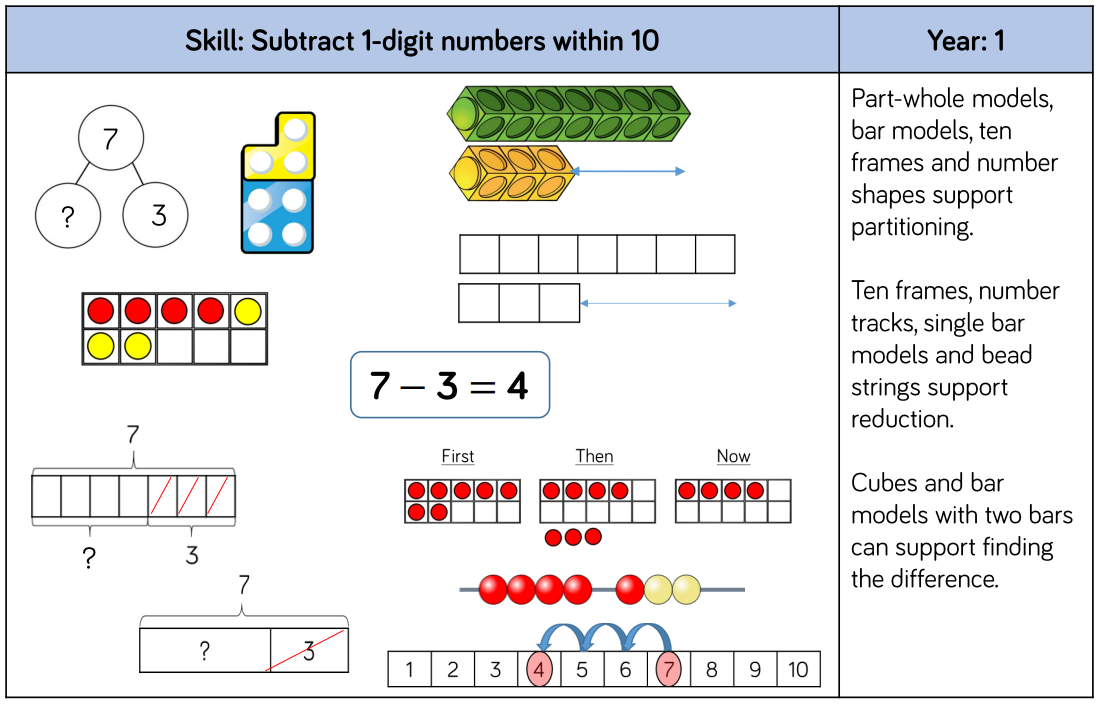 Skill: Subtract 1-digit numbers within 10
Year: 1
7
?
3
7 − 3 = 4
7
?
3
7
?
3
First
Then
Now
1 2 3 4 5 6 7 8 9 10
Part-whole models,
bar models, ten
frames and number
shapes support
partitioning.
Ten frames, number
tracks, single bar
models and bead
strings support
reduction.
Cubes and bar
models with two bars
can support finding
the difference.